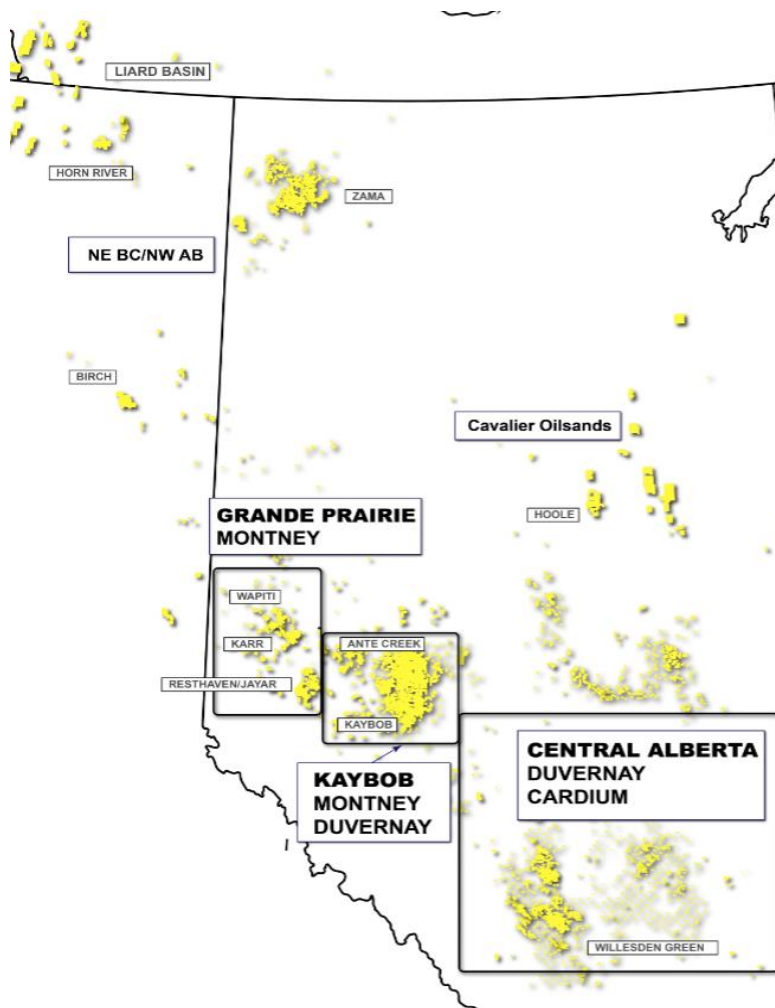 LIARD BASIN
HORN RIVER
ZAMA
NE BC/NW AB
BIRCH
Cavalier Oilsands
HOOLE
GRANDE PRAIRIE
MONTNEY
WAPITI
KARR
RESTHAVEN/JAYAR
ANTE CREEK
KAYBOB
KAYBOB
MONTNEY
DUVERNAY
CENTRAL ALBERTA
DUVERNAY
CARDIUM
WILLESDEN GREEN